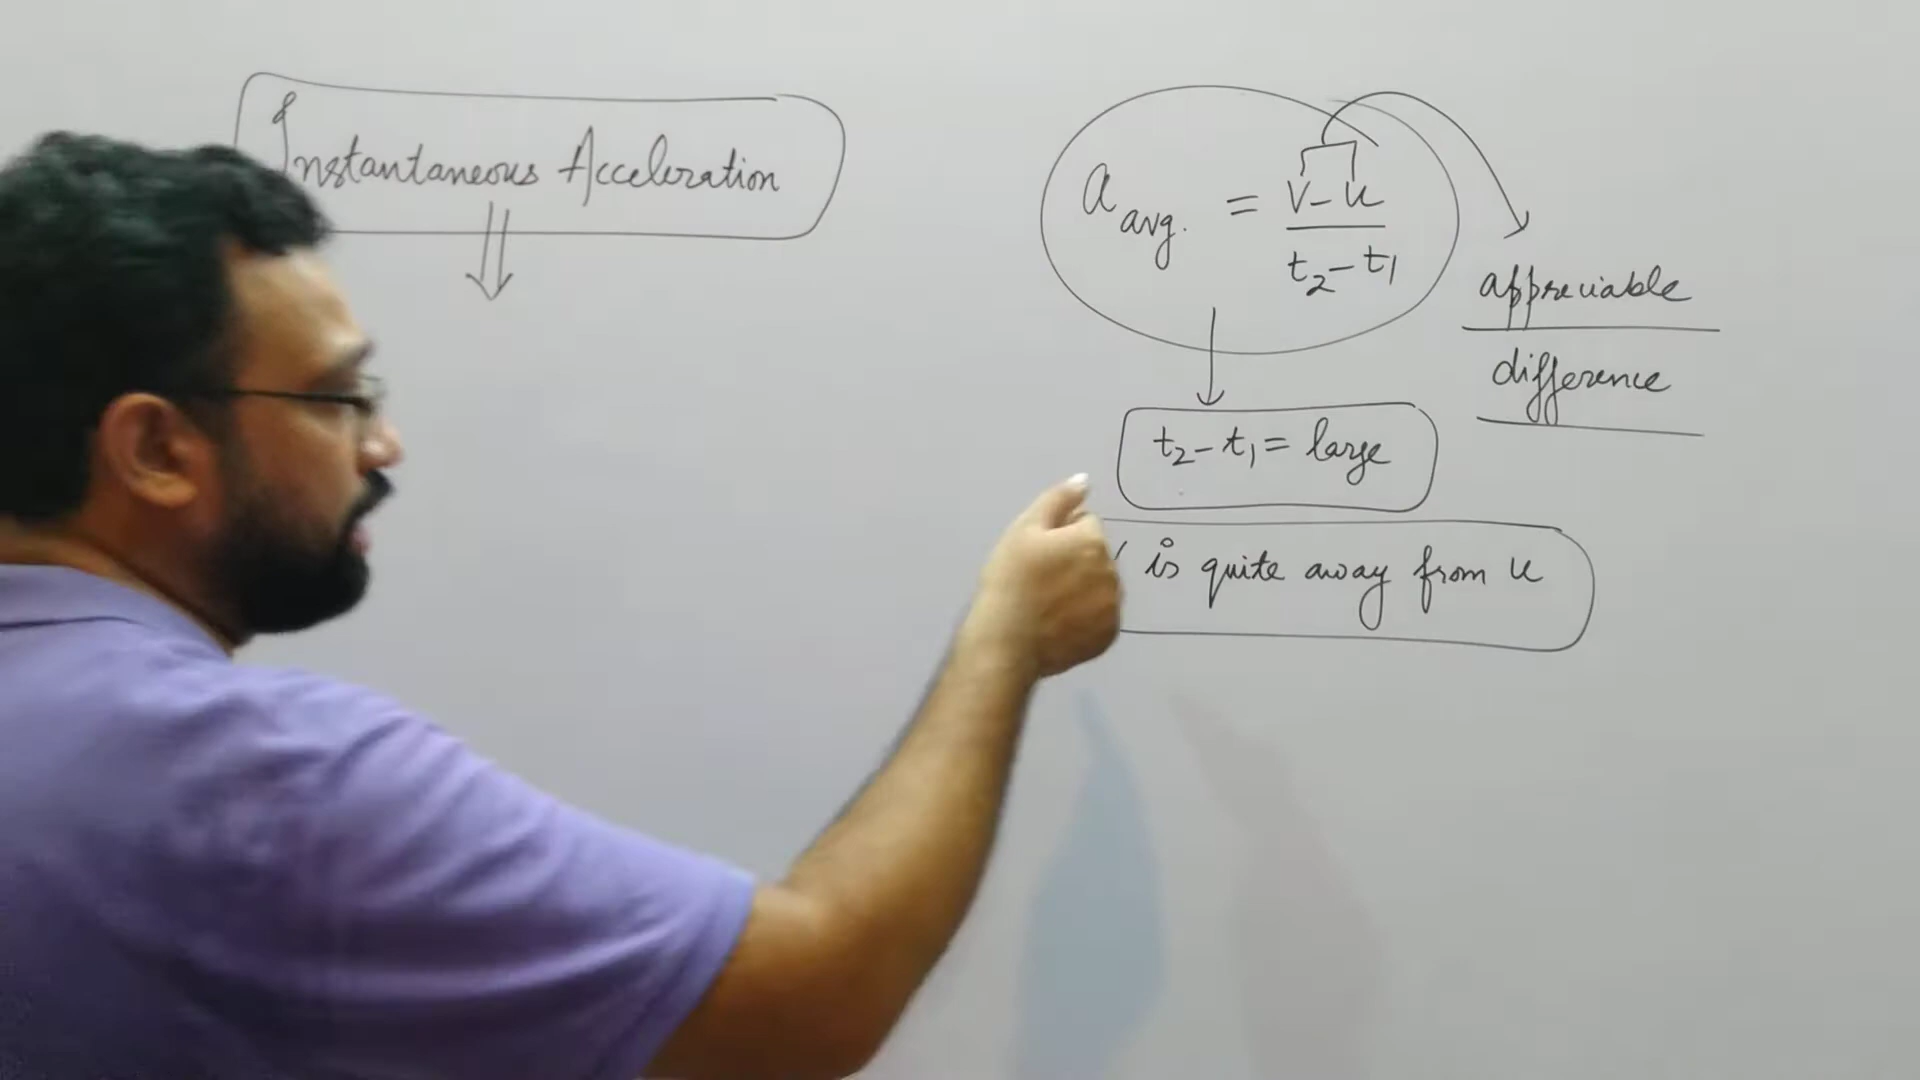 Instantaneous Acceleration
a avg. = v-u / t2-t1
appreciable
difference
t2-t1 = large
is quite away from u